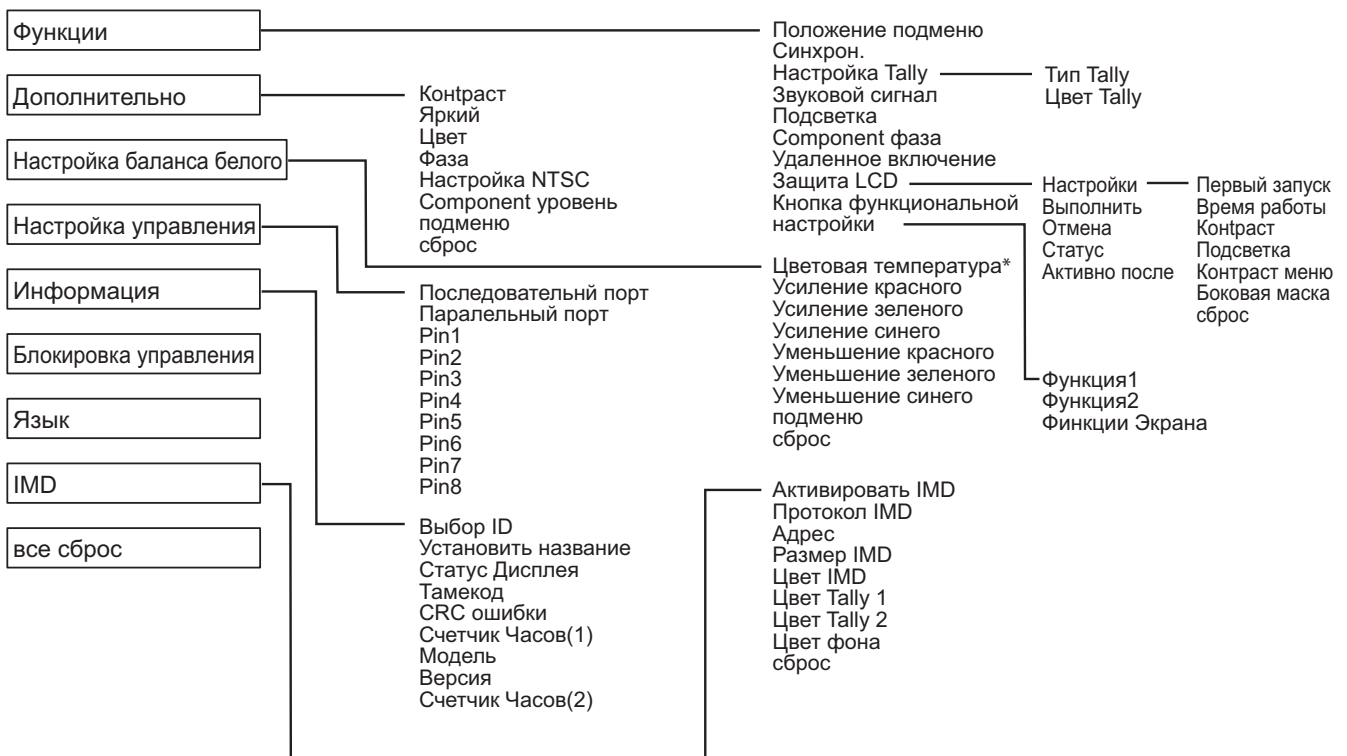 Функции
Дополнительно
Настройка баланса белого
Настройка управления
Информация
Блокировка управления
Язык
IMD
все сброс
Контраст
Яркий
Цвет
Фаза
Настройка NTSC
Component уровень
подменю
сброс
Последовательнй порт
Паралельный порт
Pin1
Pin2
Pin3
Pin4
Pin5
Pin6
Pin7
Pin8
Выбор ID
Установить название
Статус Дисплея
Тамекод
CRC ошибки
Счетчик Часов(1)
Модель
Версия
Счетчик Часов(2)
Положение подменю
Синхрон.
Настройка Tally
Звуковой сигнал
Подсветка
Component фаза
Удаленное включение
Защита LCD
Кнопка функциональной
настройки
Цветовая температура*
Усиление красного
Усиление зеленого
Усиление синего
Уменьшение красного
Уменьшение зеленого
Уменьшение синего
подменю
сброс
Активировать IMD
Протокол IMD
Адрес
Размер IMD
Цвет IMD
Цвет Tally 1
Цвет Tally 2
Цвет фона
сброс
Тип Tally
Цвет Tally
Настройки
Выполнить
Отмена
Статус
Активно после
Функция1
Функция2
Финкции Экрана
Первый запуск
Время работы
Контраст
Подсветка
Контраст меню
Боковая маска
сброс